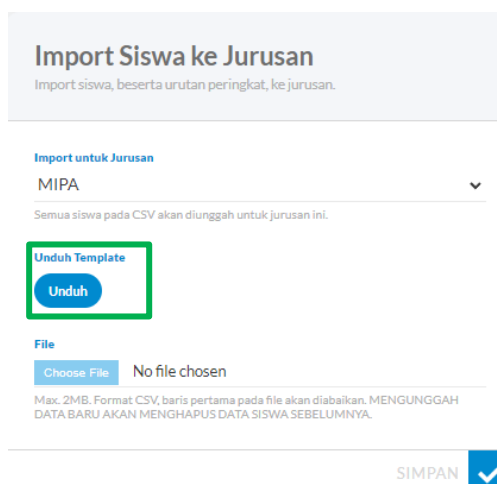 Import Siswa ke Jurusan
Import siswa, beserta urutan peringkat, ke jurusan.
Import untuk Jurusan
MIPA
Semua siswa pada CSV akan diunggah untuk jurusan ini.
Unduh Template
Unduh
File
Choose File No file chosen
Max. 2MB. Format CSV, baris pertama pada file akan diabaikan. MENGUNGGAH
DATA BARU AKAN MENGHAPUS DATA SISWA SEBELUMNYA.
SIMPAN